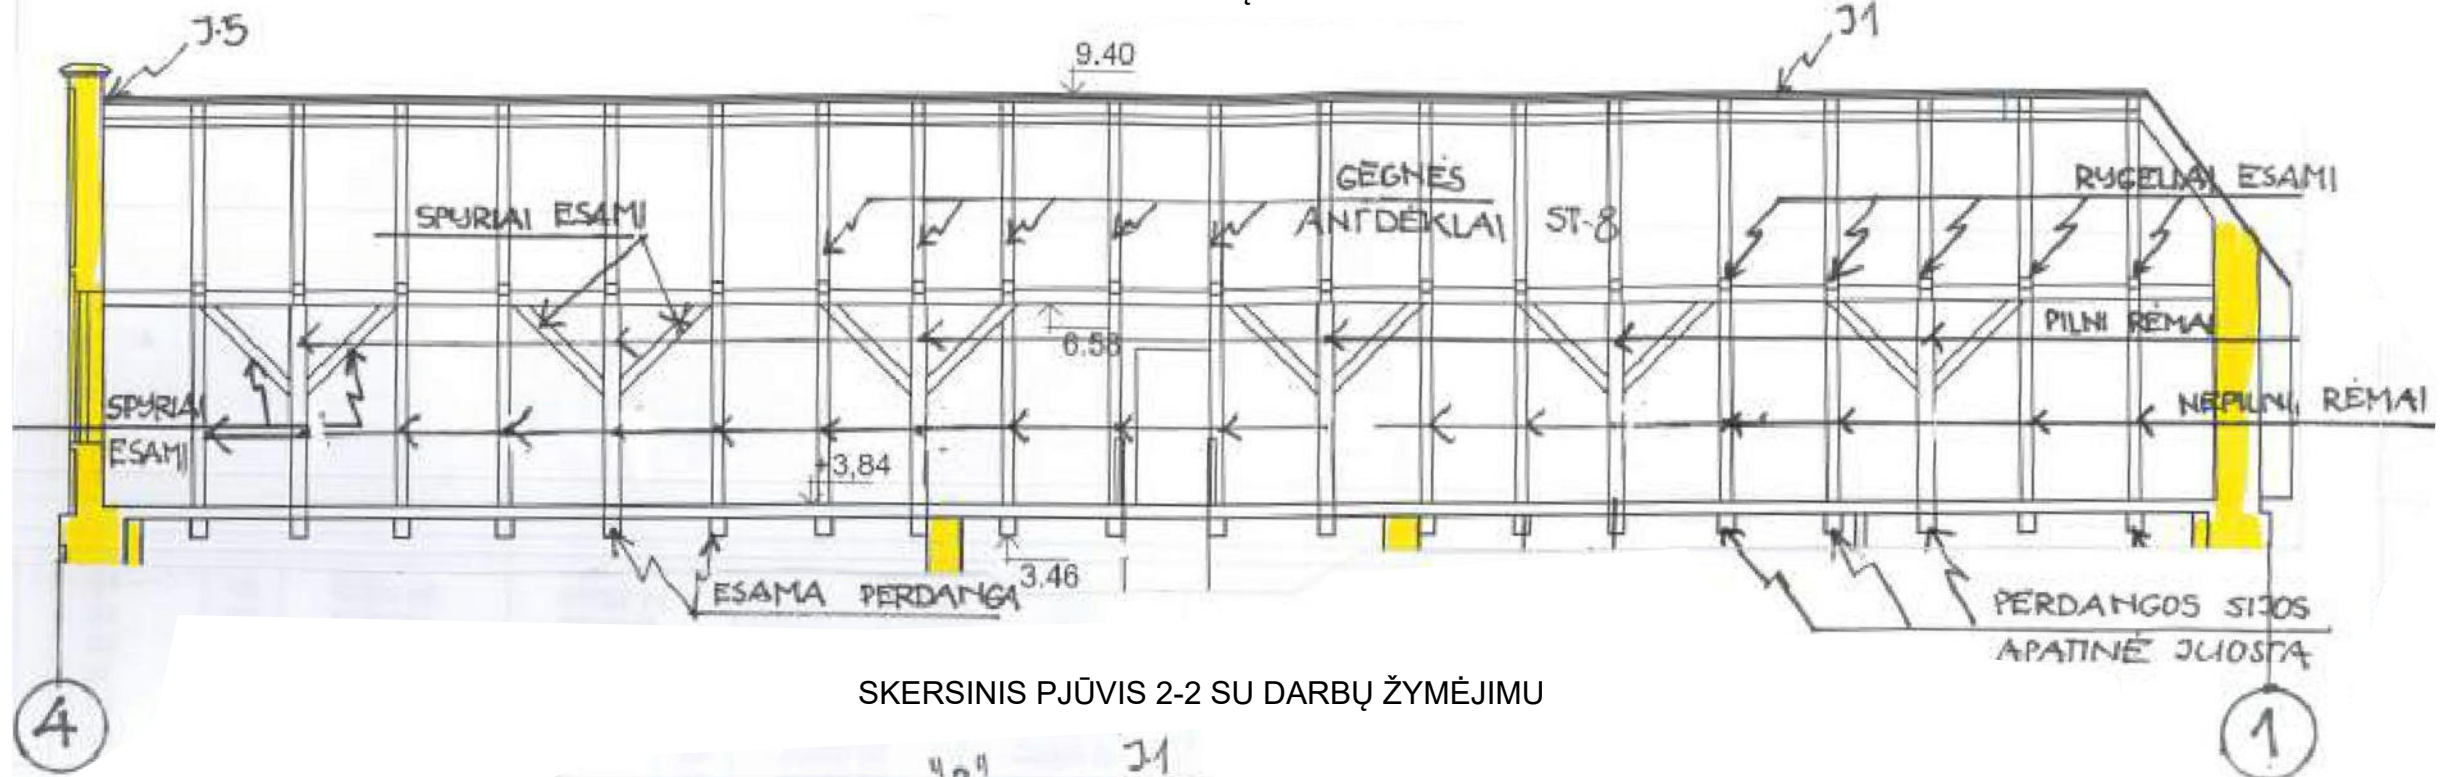 J-5
J1
9.40
GEGNĖS
ANTDĖKLAI ST-8
RYGELIAI ESAMI
SPYRIAI ESAMI
6.58
PILNI RĖMAI
SPYRIAI
ESAMI
NEPILNI RĖMAI
+3,84
3.46
ESAMA PERDANGA
PERDANGOS SIJOS
APATINĖ JUOSTA
SKERSINIS PJŪVIS 2-2 SU DARBŲ ŽYMĖJIMU
4
1
J1